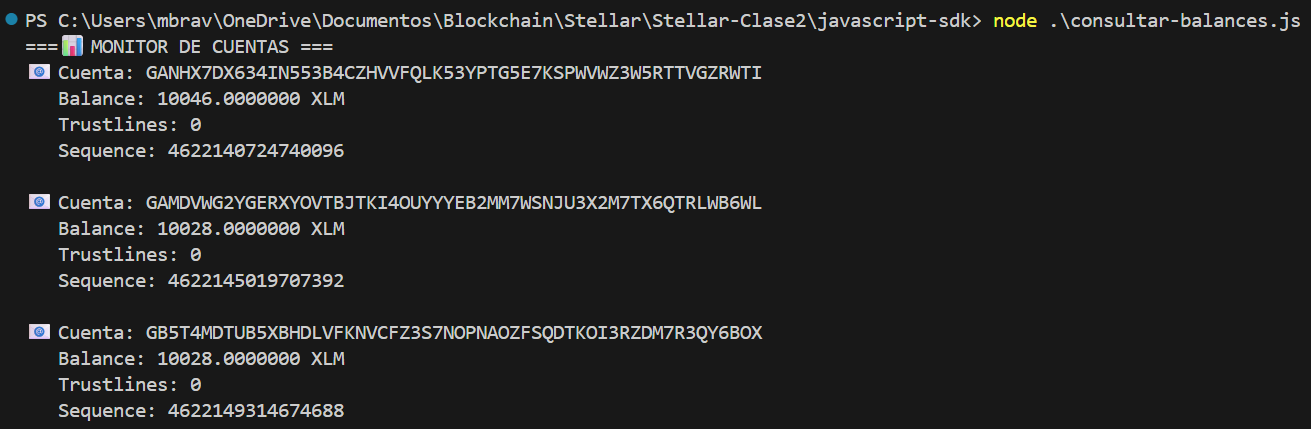 PS C:\Users\mbrav\OneDrive\Documentos\Blockchain\Stellar\Stellar-Clase2\javascript-sdk> node .\consultar-balances.js
===📊 MONITOR DE CUENTAS ===
📧 Cuenta: GANHX7DX634IN553B4CZHVVFQLK53YPTG5E7KSPWVWZ3W5RTTVGZRWTI
Balance: 10046.0000000 XLM
Trustlines: 0
Sequence: 4622140724740096
📧 Cuenta: GAMDVWG2YGERXYOVTBJTKI4OUYYYEB2MM7WSNJU3X2M7TX6QTRLWB6WL
Balance: 10028.0000000 XLM
Trustlines: 0
Sequence: 4622145019707392
📧 Cuenta: GB5T4MDTUB5XBHDLVFKNVCFZ3S7NOPNAOZFSQDTKOI3RZDM7R3QY6BOX
Balance: 10028.0000000 XLM
Trustlines: 0
Sequence: 4622149314674688